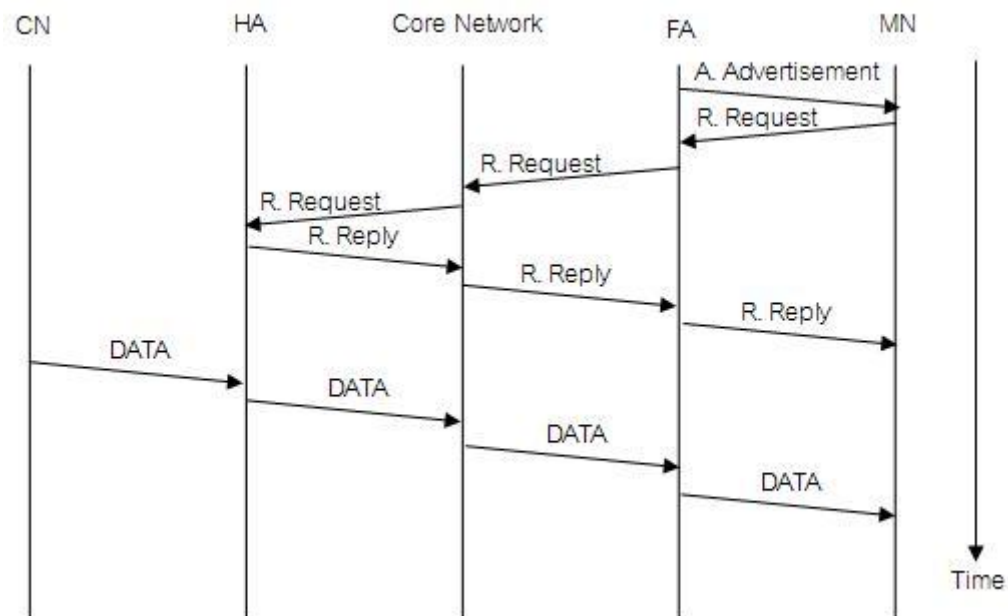 CN
HA
Core Network
FA
MN
A. Advertisement
R. Request
R. Request
R. Request
R. Reply
R. Reply
R. Reply
DATA
DATA
DATA
DATA
Time